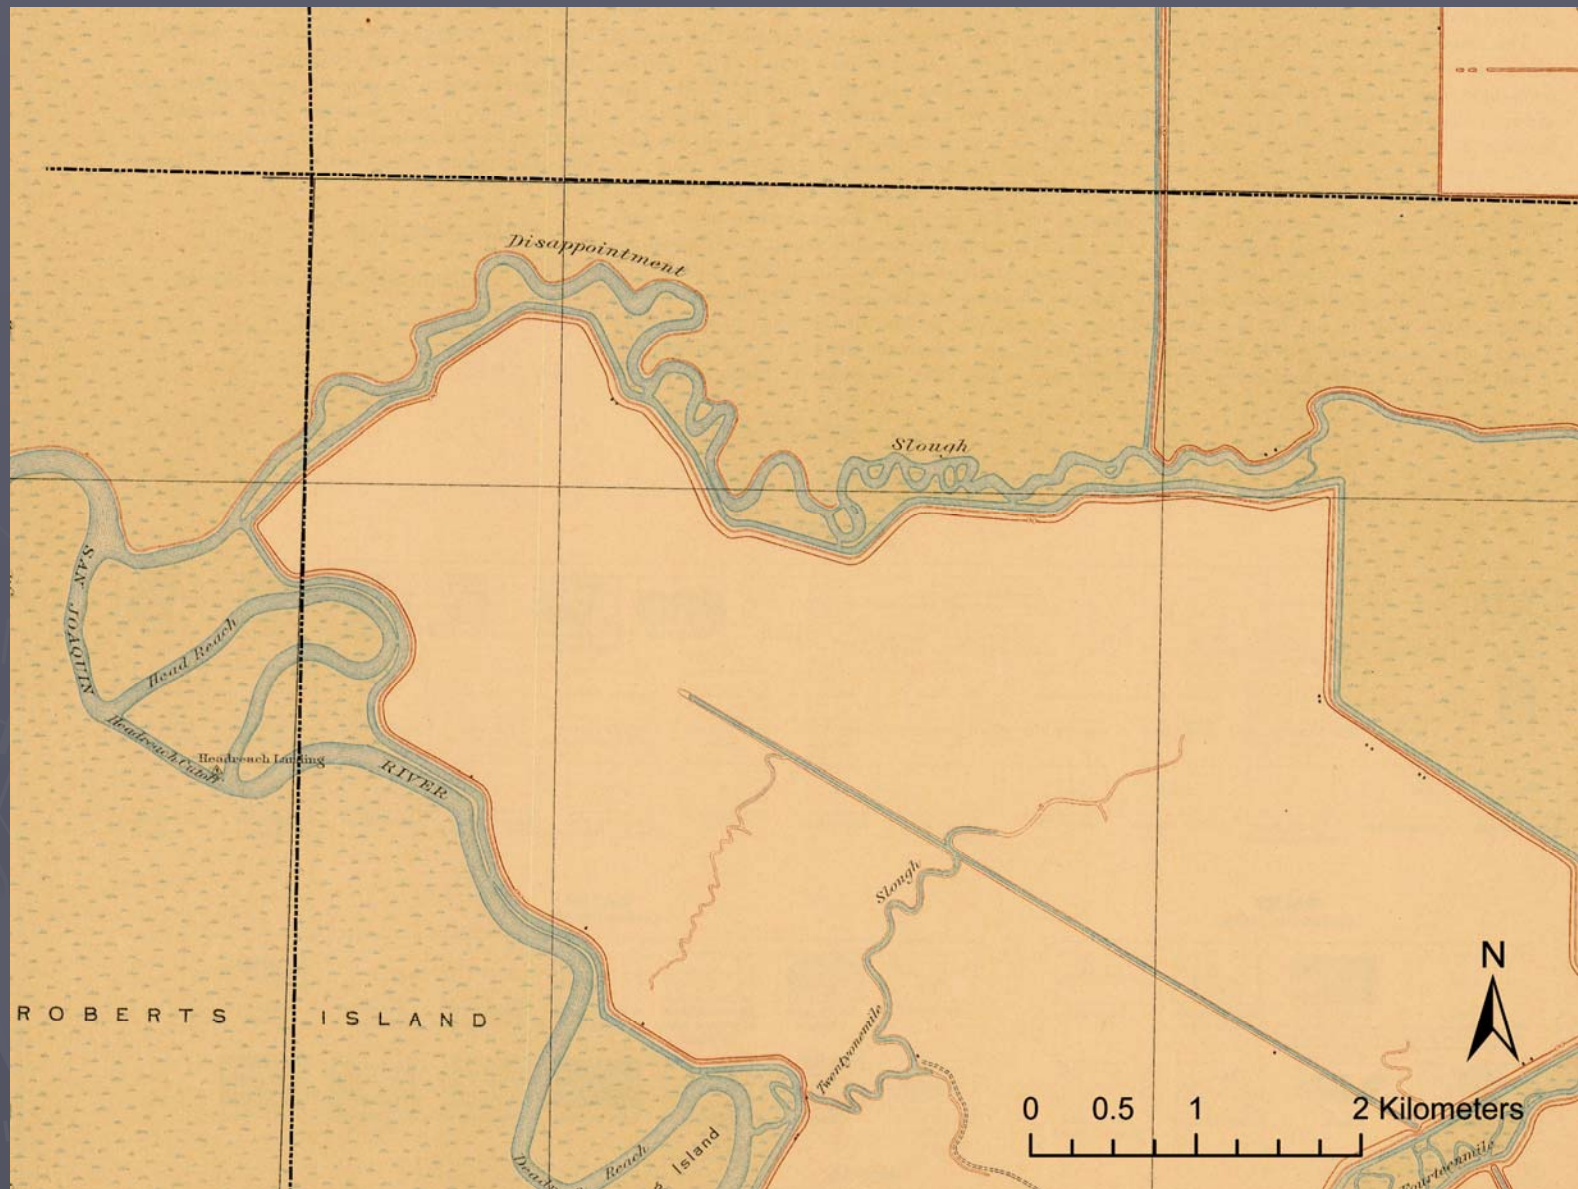 Disappointment
Slough
SAN JOAQUIN
Head Reach
Headreach Cutoff
Headreach Landing
RIVER
Slough
ROBERTS ISLAND
Twentyonemile
N
0 0.5 1 2 Kilometers
Reach
Island
Fourteenmile